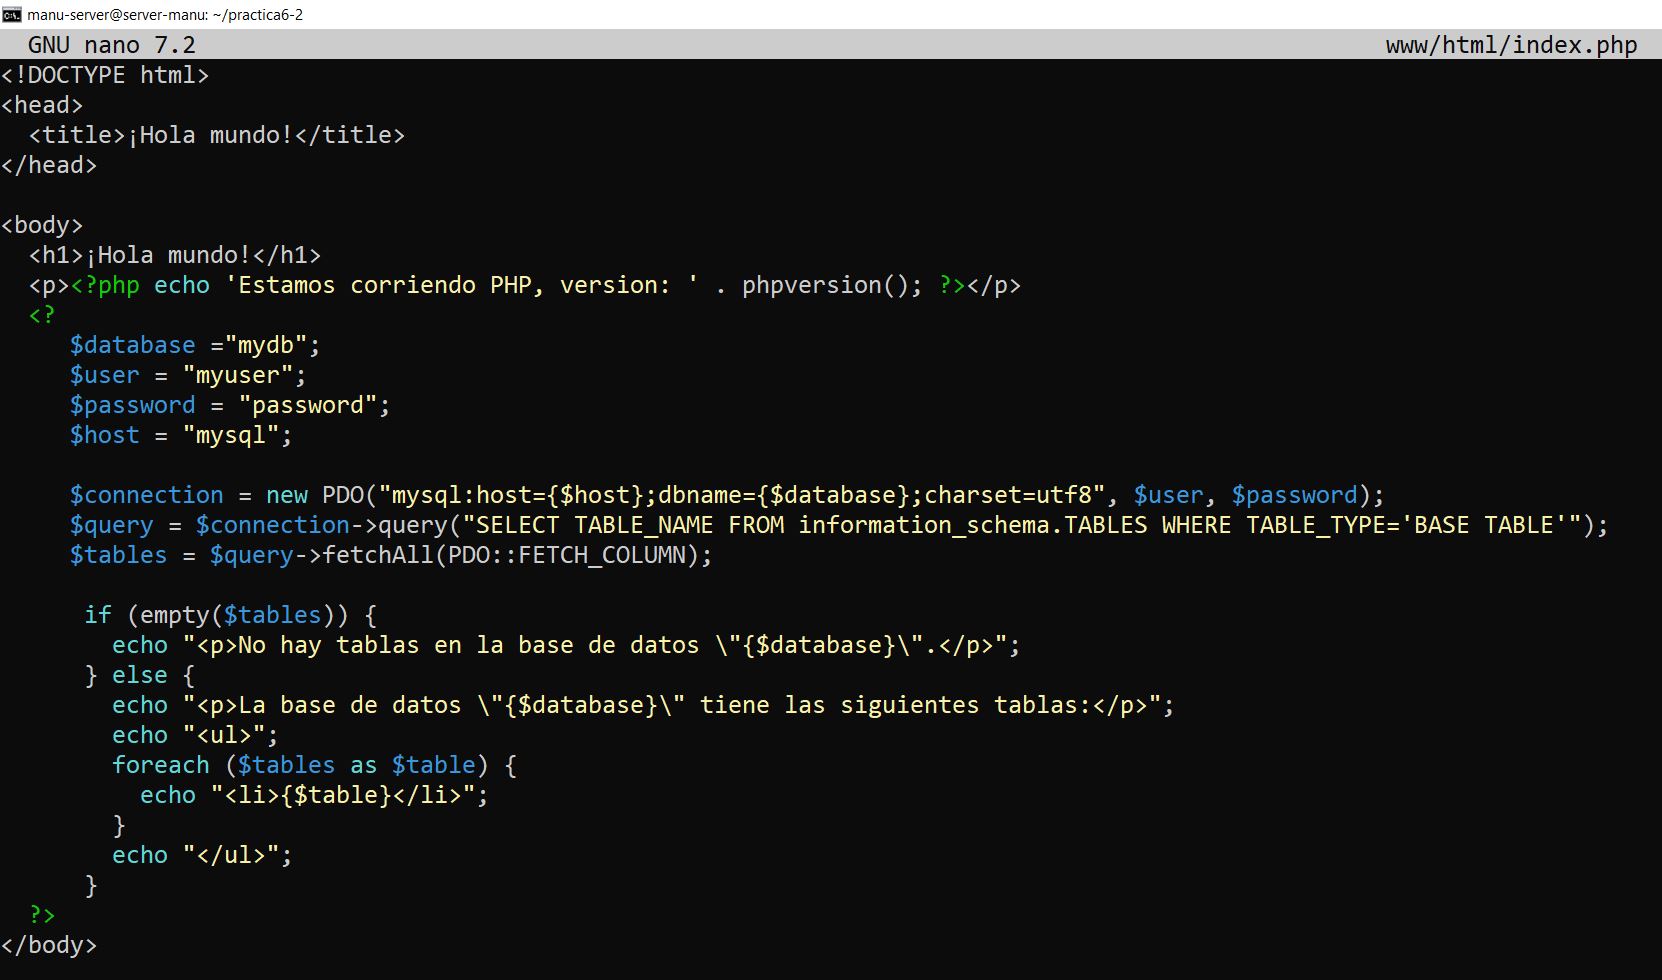 manu-server@server-manu: ~/practica6-2
GNU nano 7.2 www/html/index.php
<!DOCTYPE html>
<head>
  <title>¡Hola mundo!</title>
</head>

<body>
  <h1>¡Hola mundo!</h1>
  <p><?php echo 'Estamos corriendo PHP, version: ' . phpversion(); ?></p>
  <?
     $database ="mydb";
     $user = "myuser";
     $password = "password";
     $host = "mysql";

     $connection = new PDO("mysql:host={$host};dbname={$database};charset=utf8", $user, $password);
     $query = $connection->query("SELECT TABLE_NAME FROM information_schema.TABLES WHERE TABLE_TYPE='BASE TABLE'");
     $tables = $query->fetchAll(PDO::FETCH_COLUMN);

      if (empty($tables)) {
        echo "<p>No hay tablas en la base de datos \"{$database}\".</p>";
      } else {
        echo "<p>La base de datos \"{$database}\" tiene las siguientes tablas:</p>";
        echo "<ul>";
        foreach ($tables as $table) {
          echo "<li>{$table}</li>";
        }
        echo "</ul>";
      }
  ?>
</body>